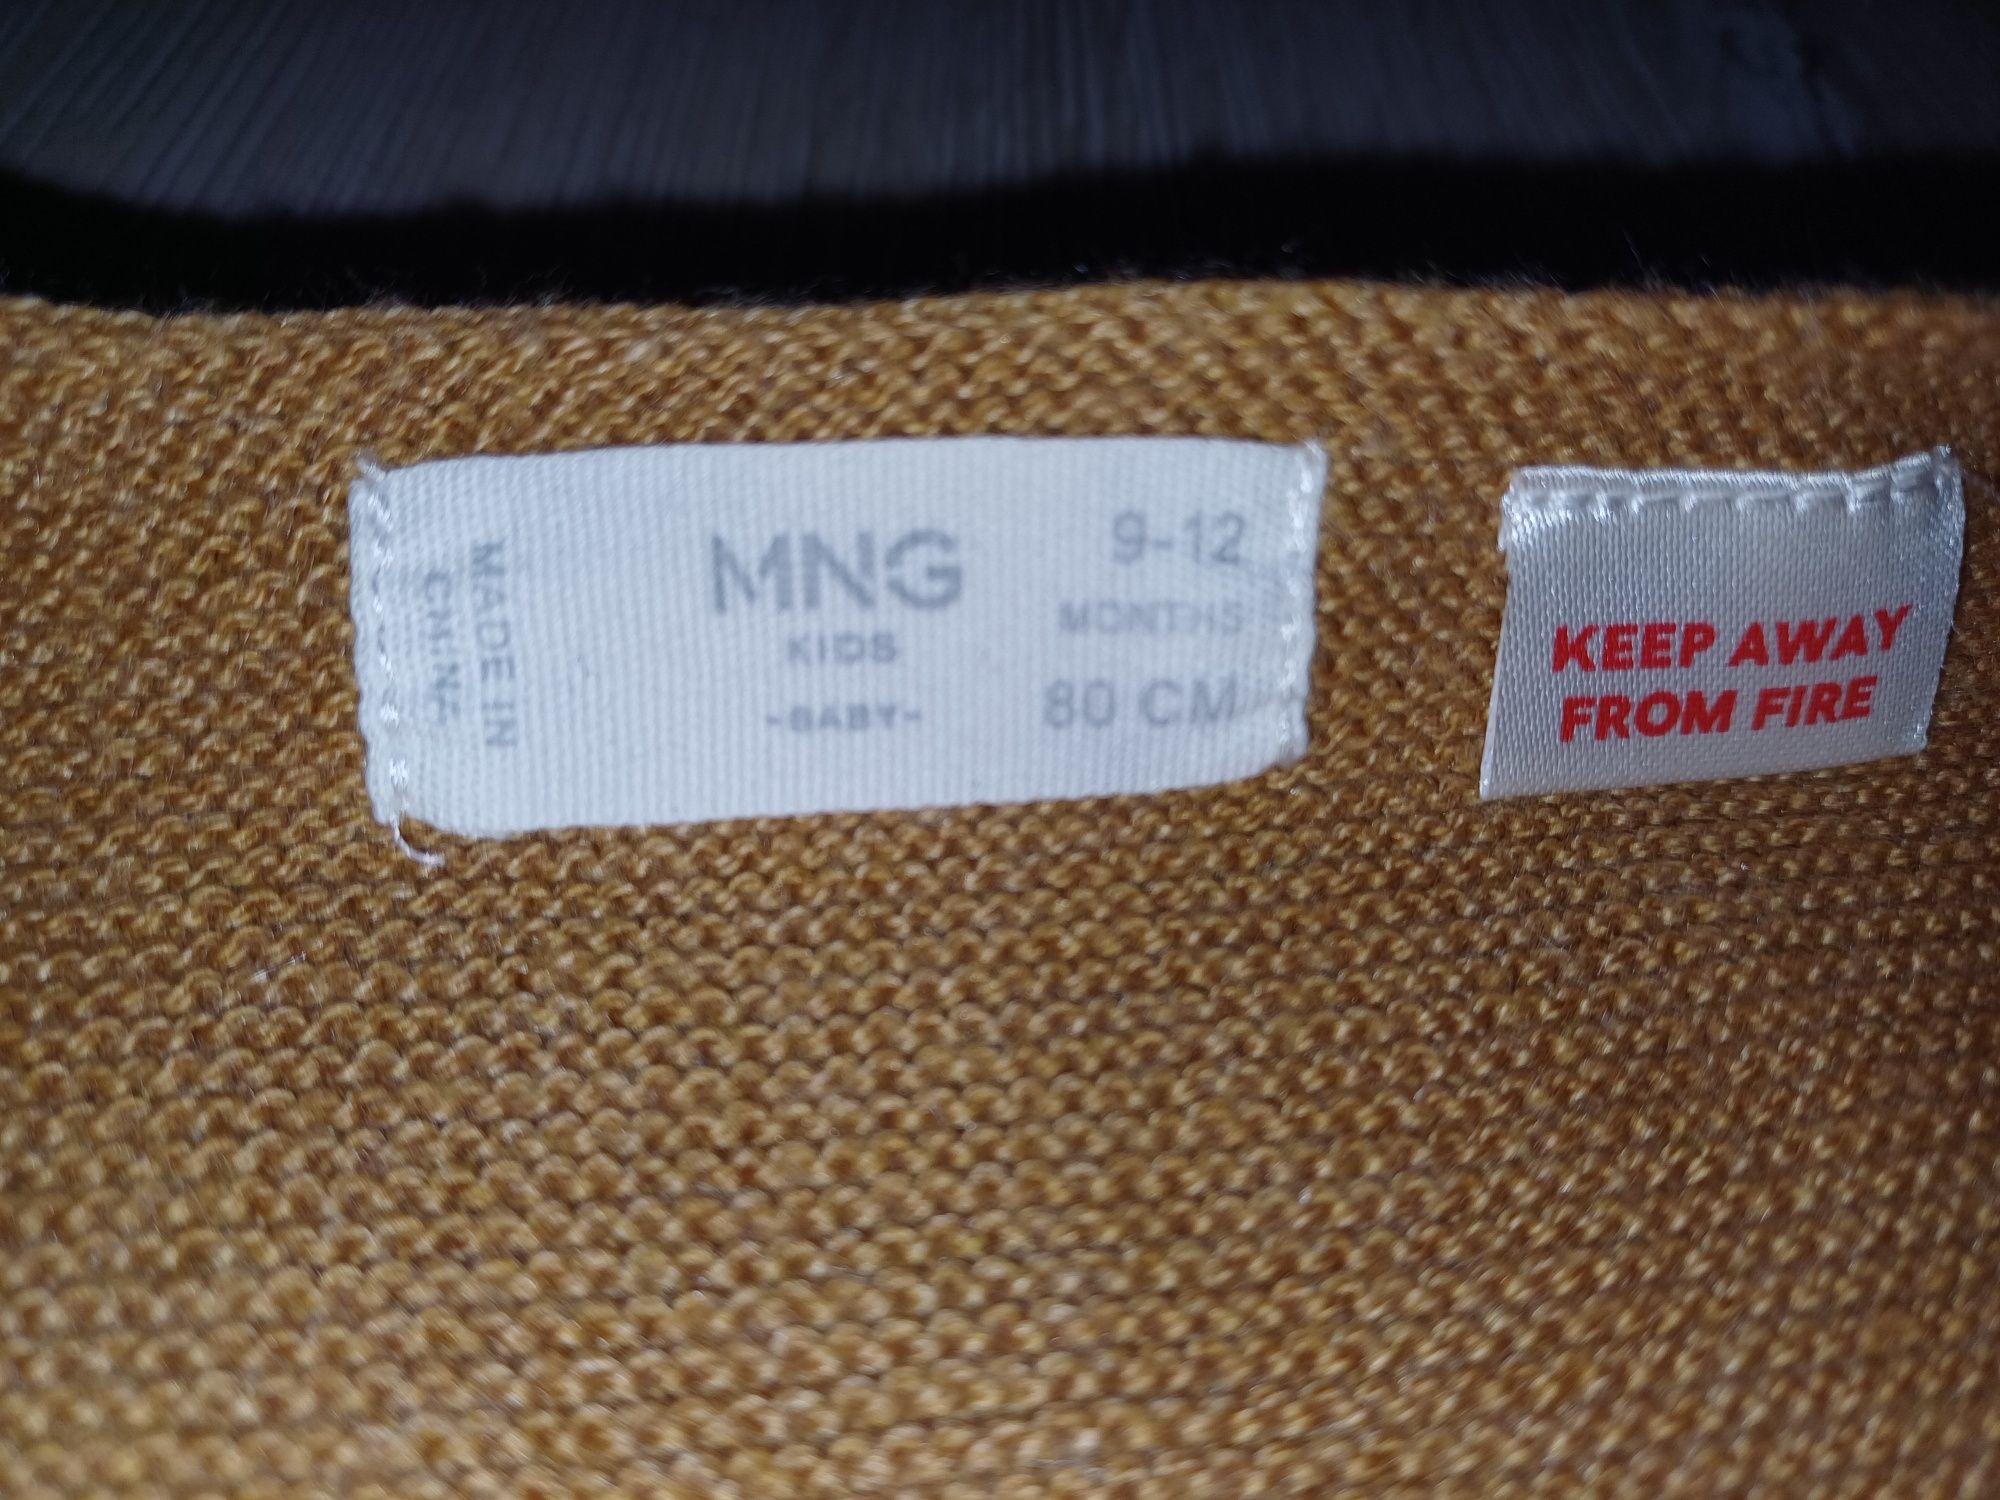 MADE IN
CHINA
MNG
KIDS
-BABY-
9-12
MONTHS
80 CM
KEEP AWAY
FROM FIRE